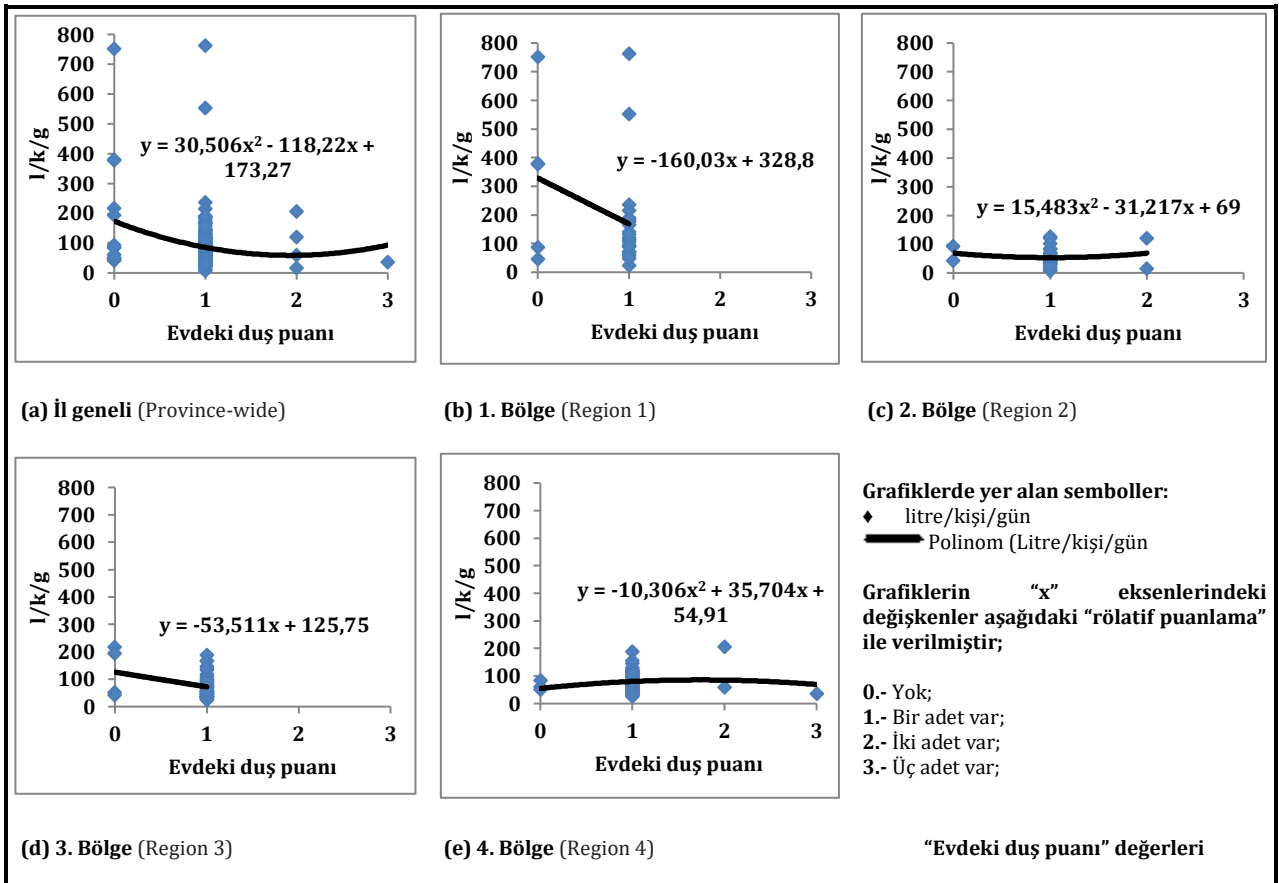 800
700
600
500
400
300
200
100
0
l/k/g
y = 30,506x² - 118,22x +
173,27
0 1 2 3
Evdeki duş puanı
(a) İl geneli (Province-wide)
800
700
600
500
400
300
200
100
0
l/k/g
y = -160,03x + 328,8
0 1 2 3
Evdeki duş puanı
(b) 1. Bölge (Region 1)
800
700
600
500
400
300
200
100
0
l/k/g
y = 15,483x² - 31,217x + 69
0 1 2 3
Evdeki duş puanı
(c) 2. Bölge (Region 2)
800
700
600
500
400
300
200
100
0
l/k/g
y = -53,511x + 125,75
0 1 2 3
Evdeki duş puanı
(d) 3. Bölge (Region 3)
800
700
600
500
400
300
200
100
0
l/k/g
y = -10,306x² + 35,704x +
54,91
0 1 2 3
Evdeki duş puanı
(e) 4. Bölge (Region 4)
Grafiklerde yer alan semboller:
♦ litre/kişi/gün
Polinom (Litre/kişi/gün
Grafiklerin “x” eksenlerindeki
değişkenler aşağıdaki “rölatif puanlama”
ile verilmiştir;
0.- Yok;
1.- Bir adet var;
2.- İki adet var;
3.- Üç adet var;
“Evdeki duş puanı” değerleri